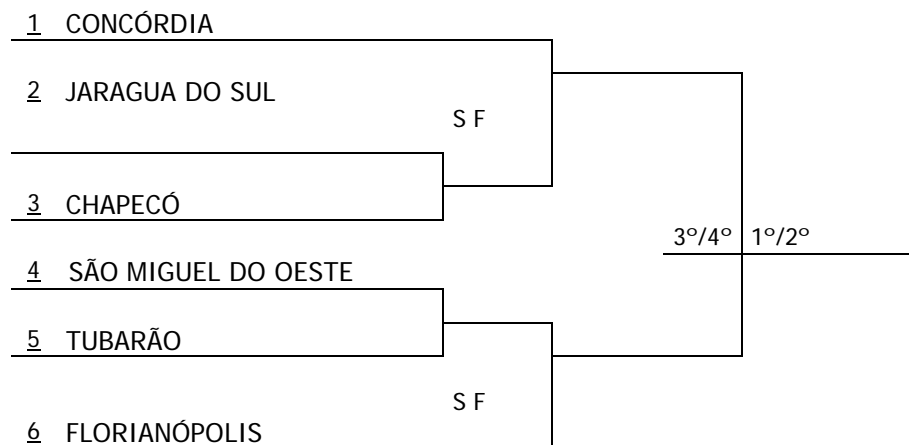 1 CONCÓRDIA
2 JARAGUA DO SUL
S F
3 CHAPECÓ
3º/4º 1º/2º
4 SÃO MIGUEL DO OESTE
5 TUBARÃO
S F
6 FLORIANÓPOLIS